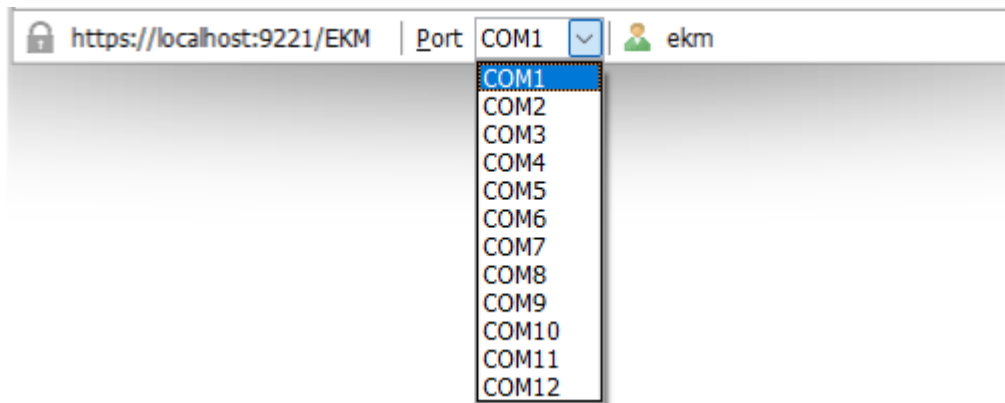 https://localhost:9221/EKM Port COM1 ekm
COM1
COM2
COM3
COM4
COM5
COM6
COM7
COM8
COM9
COM10
COM11
COM12